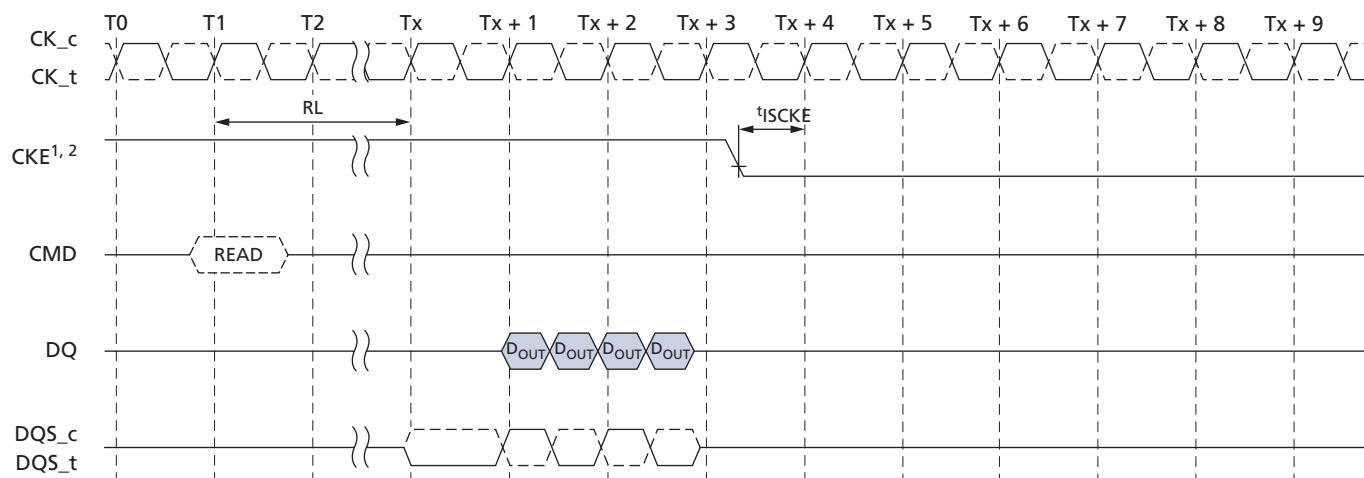 T0 T1 T2 Tx Tx + 1 Tx + 2 Tx + 3 Tx + 4 Tx + 5 Tx + 6 Tx + 7 Tx + 8 Tx + 9
CK_c
CK_t
RL
tISCKE
CKE1, 2
CMD
READ
DQ
DOUT DOUT DOUT DOUT
DQS_c
DQS_t